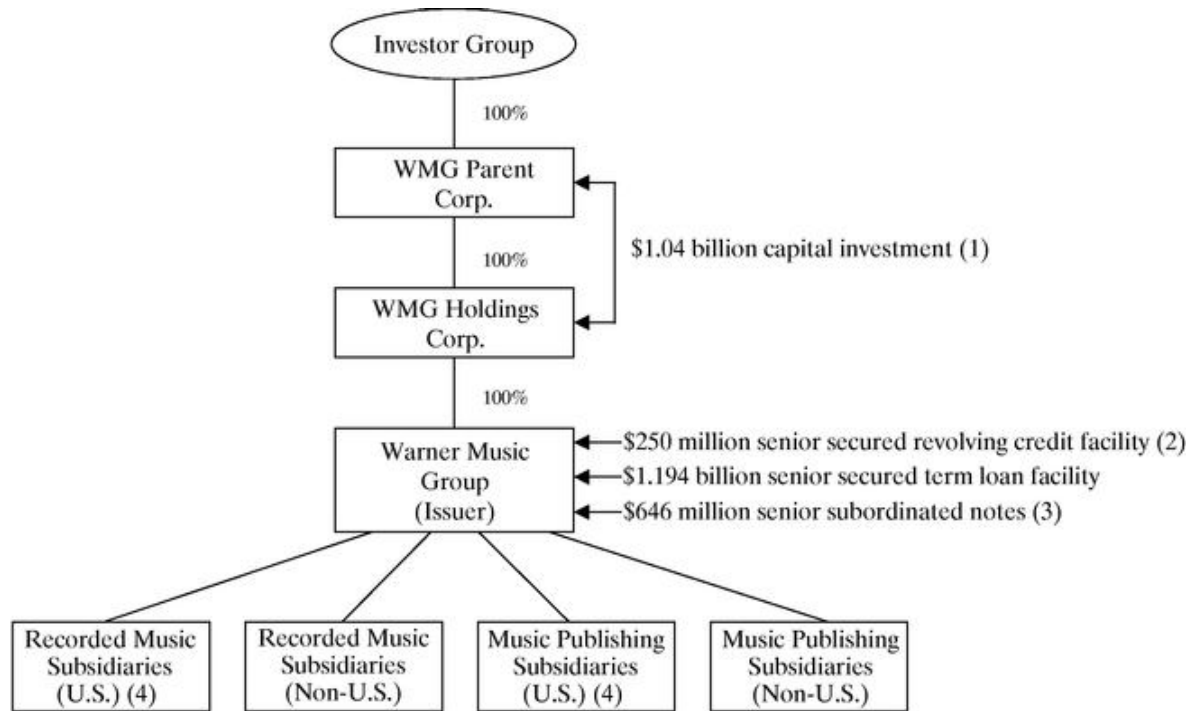 Investor Group
100%
WMG Parent
Corp.
$1.04 billion capital investment (1)
100%
WMG Holdings
Corp.
100%
Warner Music
Group
(Issuer)
$250 million senior secured revolving credit facility (2)
$1.194 billion senior secured term loan facility
$646 million senior subordinated notes (3)
Recorded Music
Subsidiaries
(U.S.) (4)
Recorded Music
Subsidiaries
(Non-U.S.)
Music Publishing
Subsidiaries
(U.S.) (4)
Music Publishing
Subsidiaries
(Non-U.S.)